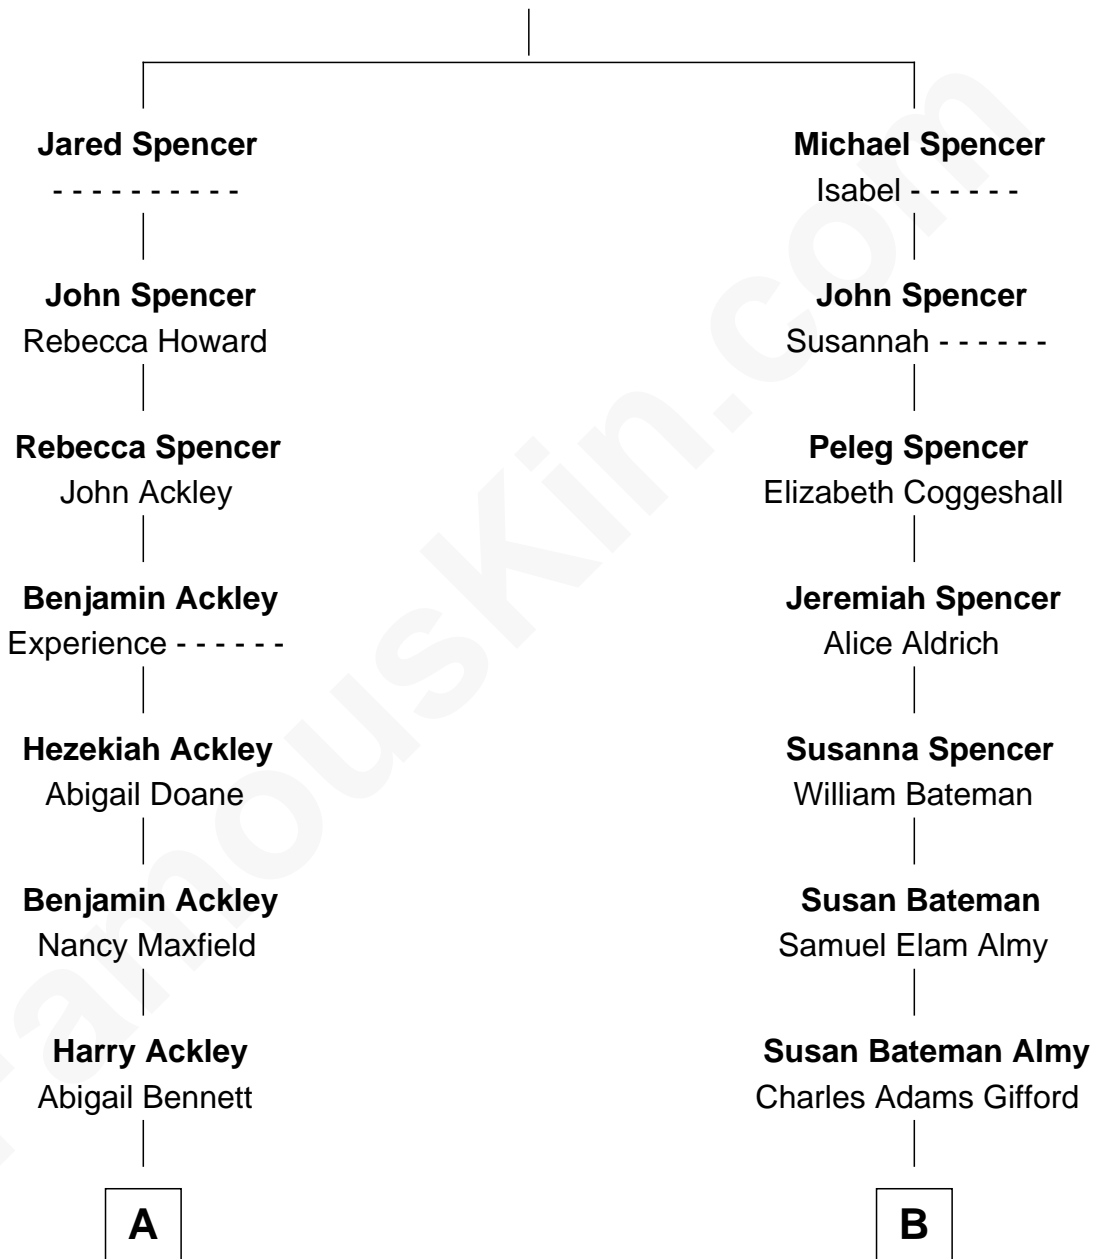 Jared Spencer
- - - - - - - - - -
John Spencer
Rebecca Howard
Rebecca Spencer
John Ackley
Benjamin Ackley
Experience - - - - - -
Hezekiah Ackley
Abigail Doane
Benjamin Ackley
Nancy Maxfield
Harry Ackley
Abigail Bennett
A
Michael Spencer
Isabel - - - - - -
John Spencer
Susannah - - - - - -
Peleg Spencer
Elizabeth Coggeshall
Jeremiah Spencer
Alice Aldrich
Susanna Spencer
William Bateman
Susan Bateman
Samuel Elam Almy
Susan Bateman Almy
Charles Adams Gifford
B
FamousKin.com